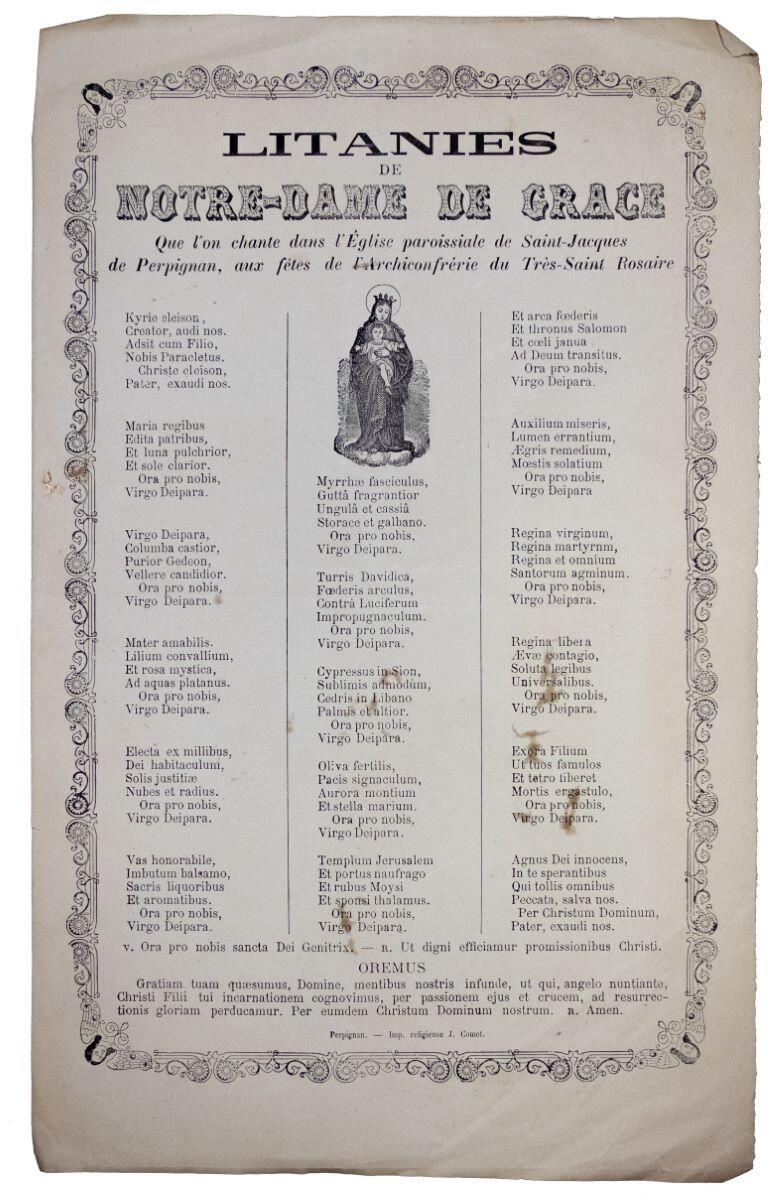 LITANIES
DE
NOTRE-DAME DE GRACE
Que l'on chante dans l'Église paroissiale de Saint-Jacques
de Perpignan, aux fêtes de l'Archiconfrérie du Très-Saint Rosaire
Kyrie eleison,
Creator, audi nos.
Adsit cum Filio,
Nobis Paracletus.
Christe eleison,
Pater, exaudi nos.
Maria regibus
Edita patribus,
Et luna pulchrior,
Et sole clarior.
Ora pro nobis,
Virgo Deipara.
Virgo Deipara,
Columba castior,
Purior Gedeon,
Vellere candidior.
Ora pro nobis,
Virgo Deipara.
Mater amabilis.
Lilium convallium,
Et rosa mystica,
Ad aquas platanus.
Ora pro nobis,
Virgo Deipara.
Electa ex millibus,
Dei habitaculum,
Solis justitiæ
Nubes et radius.
Ora pro nobis,
Virgo Deipara.
Vas honorabile,
Imbutum balsamo,
Sacris liquoribus
Et aromatibus.
Ora pro nobis,
Virgo Deipara.
Myrrhæ fasciculus,
Guttâ fragrantior
Ungulâ et cassiâ
Storace et galbano.
Ora pro nobis,
Virgo Deipara.
Turris Davidica,
Fœderis arculus,
Contrà Luciferum
Impropugnaculum.
Ora pro nobis,
Virgo Deipara.
Cypressus in Sion,
Sublimis admodùm,
Cedris in Libano
Palmis et altior.
Ora pro nobis,
Virgo Deipara.
Oliva fertilis,
Pacis signaculum,
Aurora montium
Et stella marium.
Ora pro nobis,
Virgo Deipara.
Templum Jerusalem
Et portus naufrago
Et rubus Moysi
Et sponsi thalamus.
Ora pro nobis,
Virgo Deipara.
Et arca fœderis
Et thronus Salomon
Et cœli janua
Ad Deum transitus.
Ora pro nobis,
Virgo Deipara.
Auxilium miseris,
Lumen errantium,
Ægris remedium,
Mœstis solatium
Ora pro nobis,
Virgo Deipara
Regina virginum,
Regina martyrnm,
Regina et omnium
Santorum agminum.
Ora pro nobis,
Virgo Deipara.
Regina libera
Ævæ contagio,
Soluta legibus
Universalibus.
Ora pro nobis,
Virgo Deipara.
Exora Filium
Ut tuos famulos
Et tetro liberet
Mortis ergastulo,
Ora pro nobis,
Virgo Deipara.
Agnus Dei innocens,
In te sperantibus
Qui tollis omnibus
Peccata, salva nos.
Per Christum Dominum,
Pater, exaudi nos.
V. Ora pro nobis sancta Dei Genitrix. — R. Ut digni efficiamur promissionibus Christi.
OREMUS
Gratiam tuam quæsumus, Domine, mentibus nostris infunde, ut qui, angelo nuntiante,
Christi Filii tui incarnationem cognovimus, per passionem ejus et crucem, ad resurrec-
tionis gloriam perducamur. Per eumdem Christum Dominum nostrum. R. Amen.
Perpignan. — Imp. religieuse J. Comet.